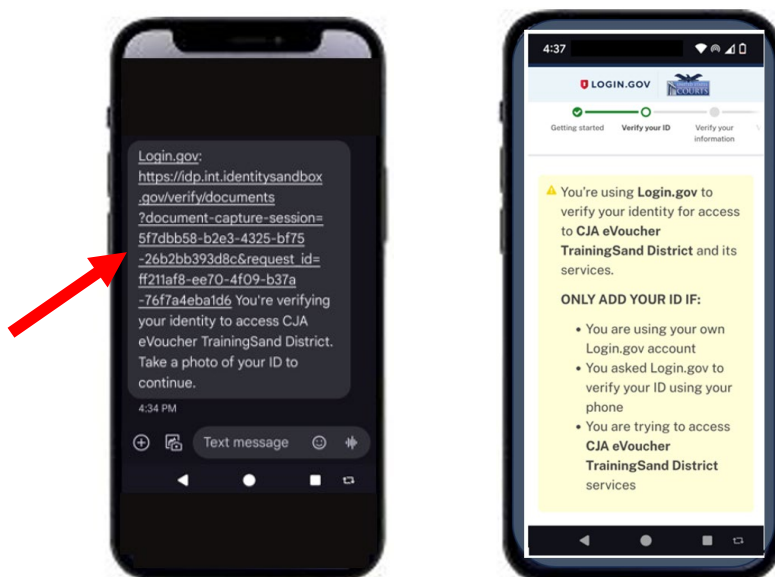 Login.gov:
https://idp.int.identitysandbox
.gov/verify/documents
?document-capture-session=
5f7dbb58-b2e3-4325-bf75
-26b2bb393d8c&request_id=
ff211af8-ee70-4f09-b37a
-76f7a4eba1d6 You're verifying
your identity to access CJA
eVoucher TrainingSand District.
Take a photo of your ID to
continue.
4:34 PM
Text message
4:37
LOGIN.GOV
COURTS
Getting started Verify your ID Verify your
information
You're using Login.gov to
verify your identity for access
to CJA eVoucher
TrainingSand District and its
services.
ONLY ADD YOUR ID IF:
• You are using your own
Login.gov account
• You asked Login.gov to
verify your ID using your
phone
• You are trying to access
CJA eVoucher
TrainingSand District
services